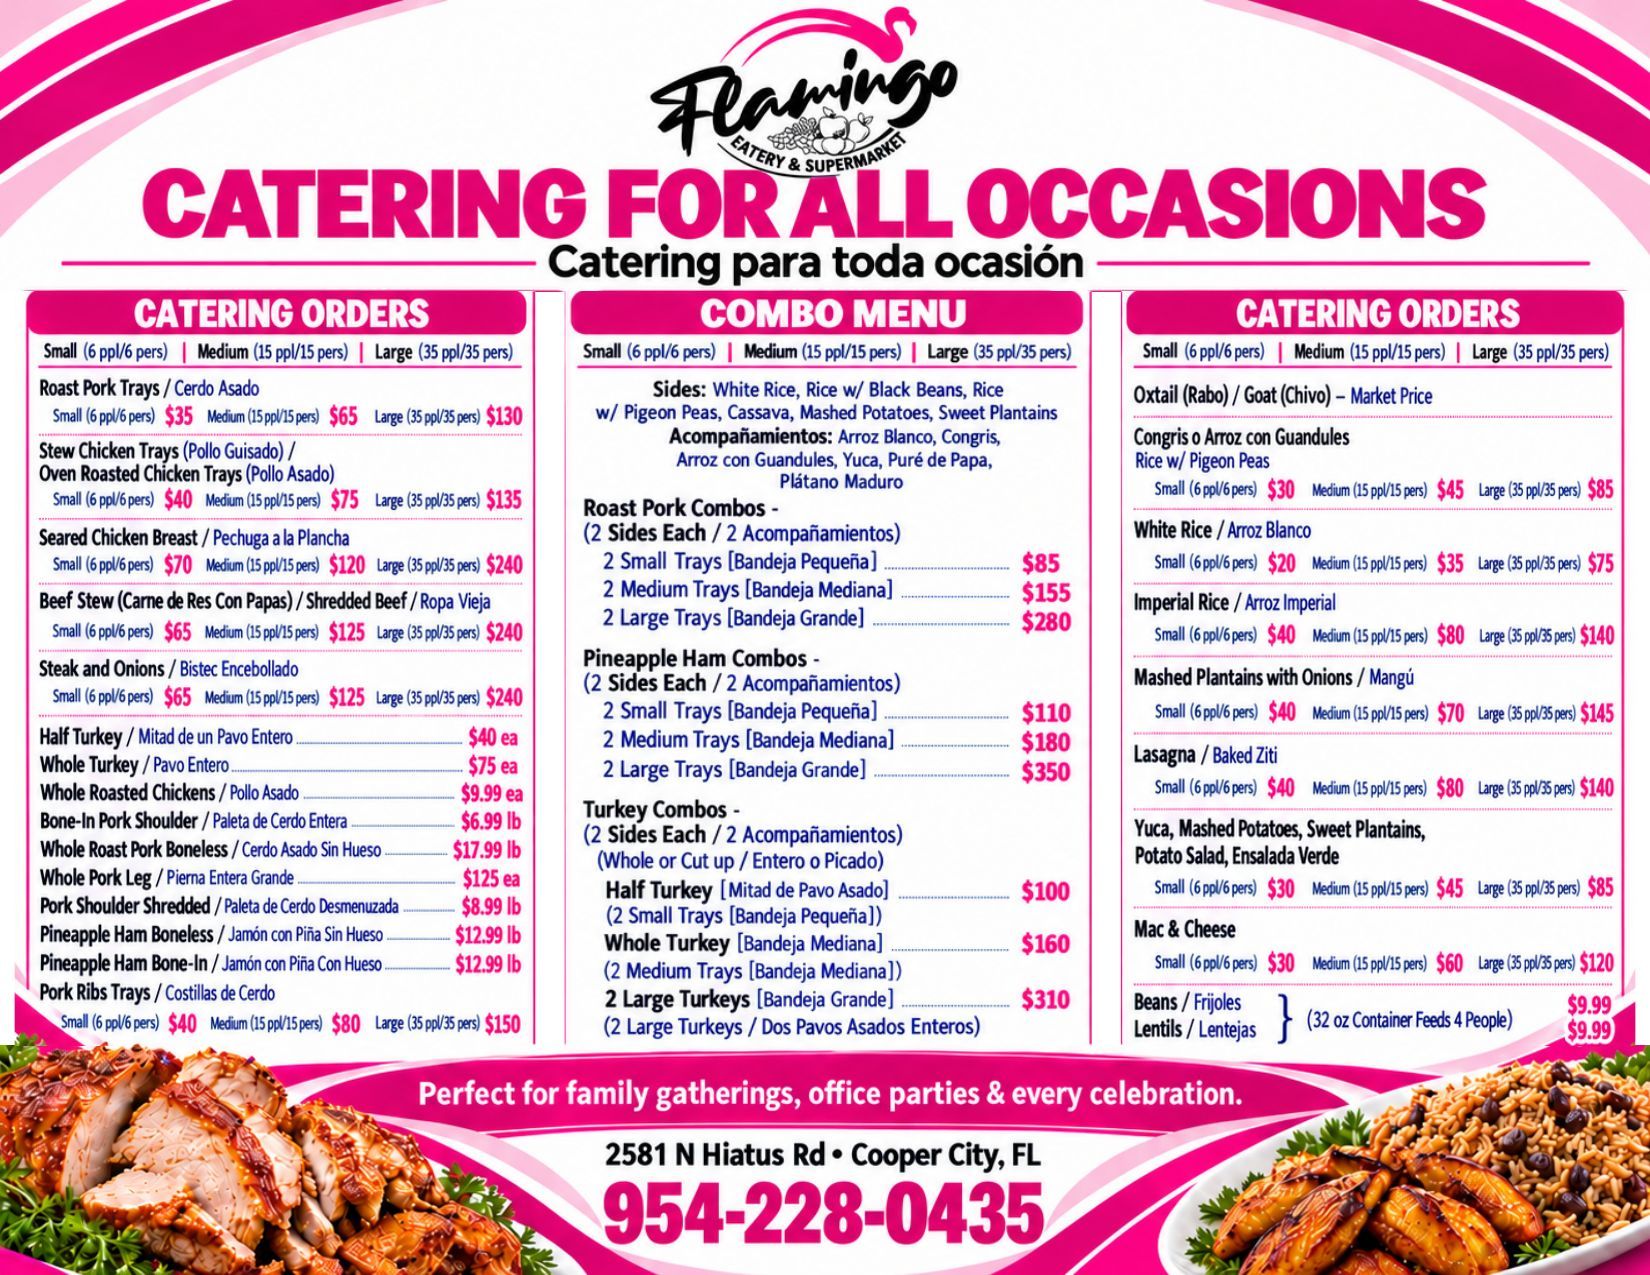 Flamingo
EATERY & SUPERMARKET
CATERING FOR ALL OCCASIONS
Catering para toda ocasión
CATERING ORDERS
Small (6 ppl/6 pers) | Medium (15 ppl/15 pers) | Large (35 ppl/35 pers)
Roast Pork Trays / Cerdo Asado
Small (6 ppl/6 pers) $35 Medium (15 ppl/15 pers) $65 Large (35 ppl/35 pers) $130
Stew Chicken Trays (Pollo Guisado) /
Oven Roasted Chicken Trays (Pollo Asado)
Small (6 ppl/6 pers) $40 Medium (15 ppl/15 pers) $75 Large (35 ppl/35 pers) $135
Seared Chicken Breast / Pechuga a la Plancha
Small (6 ppl/6 pers) $70 Medium (15 ppl/15 pers) $120 Large (35 ppl/35 pers) $240
Beef Stew (Carne de Res Con Papas) / Shredded Beef / Ropa Vieja
Small (6 ppl/6 pers) $65 Medium (15 ppl/15 pers) $125 Large (35 ppl/35 pers) $240
Steak and Onions / Bistec Encebollado
Small (6 ppl/6 pers) $65 Medium (15 ppl/15 pers) $125 Large (35 ppl/35 pers) $240
Half Turkey / Mitad de un Pavo Entero $40 ea
Whole Turkey / Pavo Entero $75 ea
Whole Roasted Chickens / Pollo Asado $9.99 ea
Bone-In Pork Shoulder / Paleta de Cerdo Entera $6.99 lb
Whole Roast Pork Boneless / Cerdo Asado Sin Hueso $17.99 lb
Whole Pork Leg / Pierna Entera Grande $125 ea
Pork Shoulder Shredded / Paleta de Cerdo Desmenuzada $8.99 lb
Pineapple Ham Boneless / Jamón con Piña Sin Hueso $12.99 lb
Pineapple Ham Bone-In / Jamón con Piña Con Hueso $12.99 lb
Pork Ribs Trays / Costillas de Cerdo
Small (6 ppl/6 pers) $40 Medium (15 ppl/15 pers) $80 Large (35 ppl/35 pers) $150
COMBO MENU
Small (6 ppl/6 pers) | Medium (15 ppl/15 pers) | Large (35 ppl/35 pers)
Sides: White Rice, Rice w/ Black Beans, Rice
w/ Pigeon Peas, Cassava, Mashed Potatoes, Sweet Plantains
Acompañamientos: Arroz Blanco, Congris,
Arroz con Guandules, Yuca, Puré de Papa,
Plátano Maduro
Roast Pork Combos -
(2 Sides Each / 2 Acompañamientos)
2 Small Trays [Bandeja Pequeña] $85
2 Medium Trays [Bandeja Mediana] $155
2 Large Trays [Bandeja Grande] $280
Pineapple Ham Combos -
(2 Sides Each / 2 Acompañamientos)
2 Small Trays [Bandeja Pequeña] $110
2 Medium Trays [Bandeja Mediana] $180
2 Large Trays [Bandeja Grande] $350
Turkey Combos -
(2 Sides Each / 2 Acompañamientos)
(Whole or Cut up / Entero o Picado)
Half Turkey [Mitad de Pavo Asado] $100
(2 Small Trays [Bandeja Pequeña])
Whole Turkey [Bandeja Mediana] $160
(2 Medium Trays [Bandeja Mediana])
2 Large Turkeys [Bandeja Grande] $310
(2 Large Turkeys / Dos Pavos Asados Enteros)
CATERING ORDERS
Small (6 ppl/6 pers) | Medium (15 ppl/15 pers) | Large (35 ppl/35 pers)
Oxtail (Rabo) / Goat (Chivo) – Market Price
Congris o Arroz con Guandules
Rice w/ Pigeon Peas
Small (6 ppl/6 pers) $30 Medium (15 ppl/15 pers) $45 Large (35 ppl/35 pers) $85
White Rice / Arroz Blanco
Small (6 ppl/6 pers) $20 Medium (15 ppl/15 pers) $35 Large (35 ppl/35 pers) $75
Imperial Rice / Arroz Imperial
Small (6 ppl/6 pers) $40 Medium (15 ppl/15 pers) $80 Large (35 ppl/35 pers) $140
Mashed Plantains with Onions / Mangú
Small (6 ppl/6 pers) $40 Medium (15 ppl/15 pers) $70 Large (35 ppl/35 pers) $145
Lasagna / Baked Ziti
Small (6 ppl/6 pers) $40 Medium (15 ppl/15 pers) $80 Large (35 ppl/35 pers) $140
Yuca, Mashed Potatoes, Sweet Plantains,
Potato Salad, Ensalada Verde
Small (6 ppl/6 pers) $30 Medium (15 ppl/15 pers) $45 Large (35 ppl/35 pers) $85
Mac & Cheese
Small (6 ppl/6 pers) $30 Medium (15 ppl/15 pers) $60 Large (35 ppl/35 pers) $120
Beans / Frijoles $9.99
(32 oz Container Feeds 4 People)
Lentils / Lentejas $9.99
Perfect for family gatherings, office parties & every celebration.
2581 N Hiatus Rd • Cooper City, FL
954-228-0435